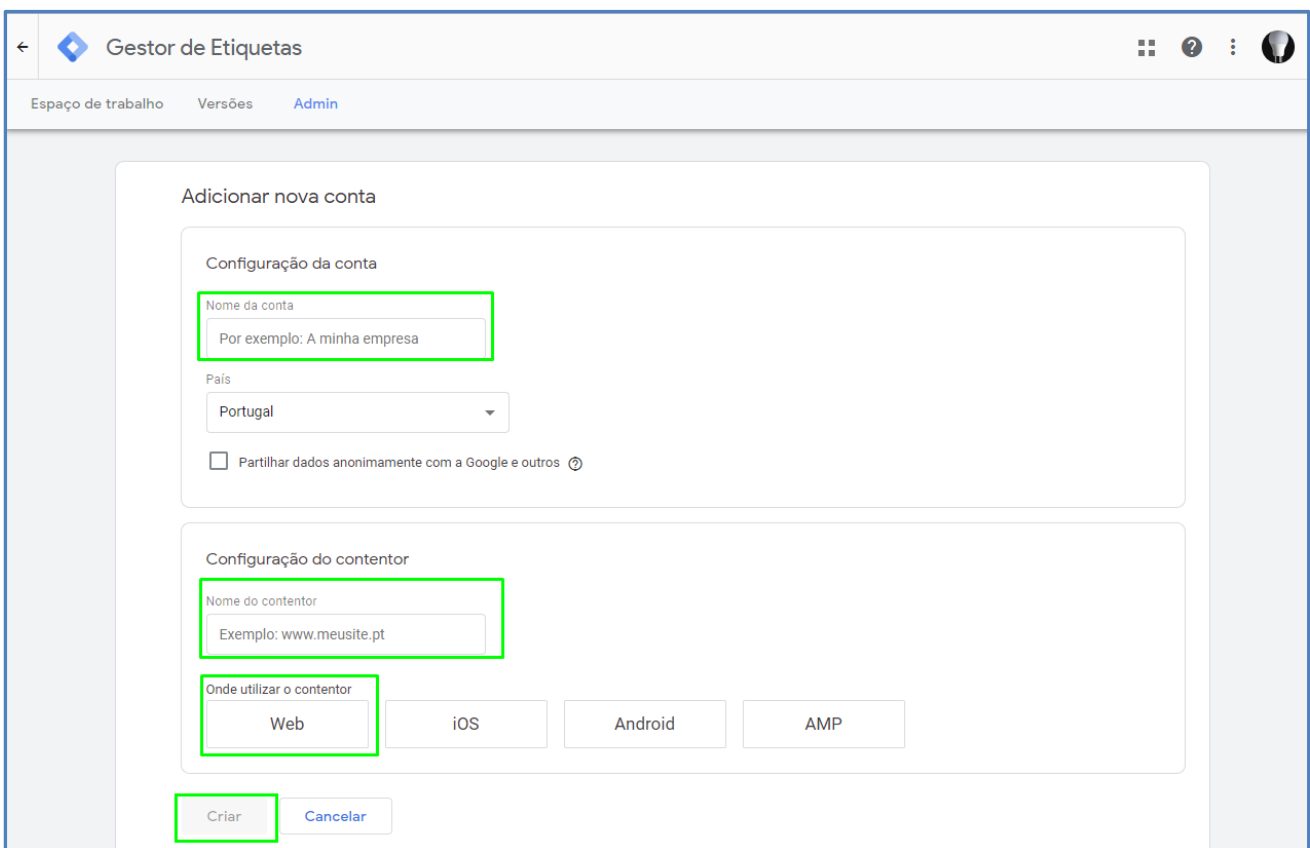 Gestor de Etiquetas
Espaço de trabalho Versões Admin
Adicionar nova conta
Configuração da conta
Nome da conta
Por exemplo: A minha empresa
País
Portugal
Partilhar dados anonimamente com a Google e outros
Configuração do contentor
Nome do contentor
Exemplo: www.meusite.pt
Onde utilizar o contentor
Web iOS Android AMP
Criar Cancelar